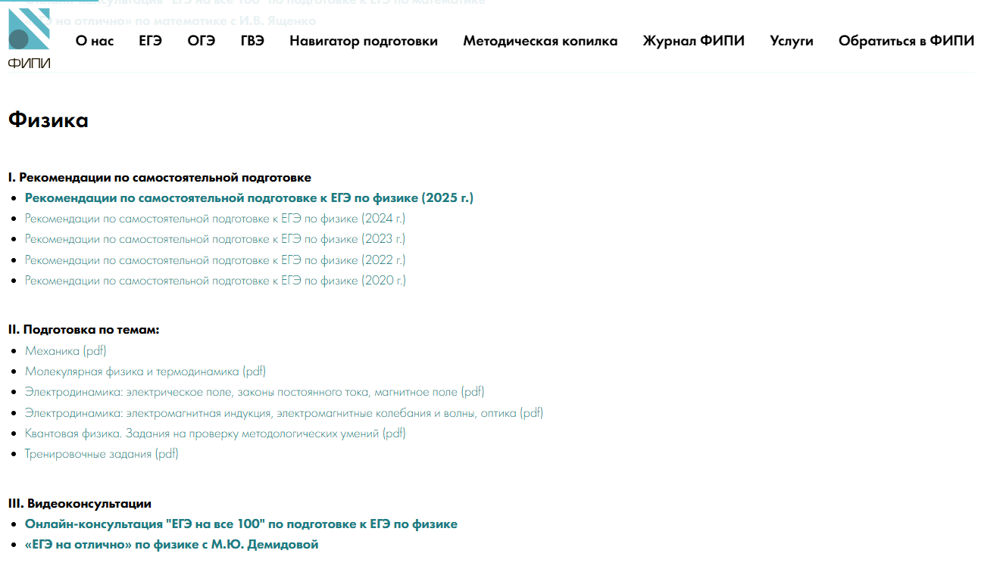 Онлайн-консультация "ЕГЭ на все 100" по подготовке к ЕГЭ по математике
«ЕГЭ на отлично» по математике с И.В. Ященко
ФИПИ
О нас ЕГЭ ОГЭ ГВЭ Навигатор подготовки Методическая копилка Журнал ФИПИ Услуги Обратиться в ФИПИ
Физика
I. Рекомендации по самостоятельной подготовке
Рекомендации по самостоятельной подготовке к ЕГЭ по физике (2025 г.)
Рекомендации по самостоятельной подготовке к ЕГЭ по физике (2024 г.)
Рекомендации по самостоятельной подготовке к ЕГЭ по физике (2023 г.)
Рекомендации по самостоятельной подготовке к ЕГЭ по физике (2022 г.)
Рекомендации по самостоятельной подготовке к ЕГЭ по физике (2020 г.)
II. Подготовка по темам:
Механика (pdf)
Молекулярная физика и термодинамика (pdf)
Электродинамика: электрическое поле, законы постоянного тока, магнитное поле (pdf)
Электродинамика: электромагнитная индукция, электромагнитные колебания и волны, оптика (pdf)
Квантовая физика. Задания на проверку методологических умений (pdf)
Тренировочные задания (pdf)
III. Видеоконсультации
Онлайн-консультация "ЕГЭ на все 100" по подготовке к ЕГЭ по физике
«ЕГЭ на отлично» по физике с М.Ю. Демидовой